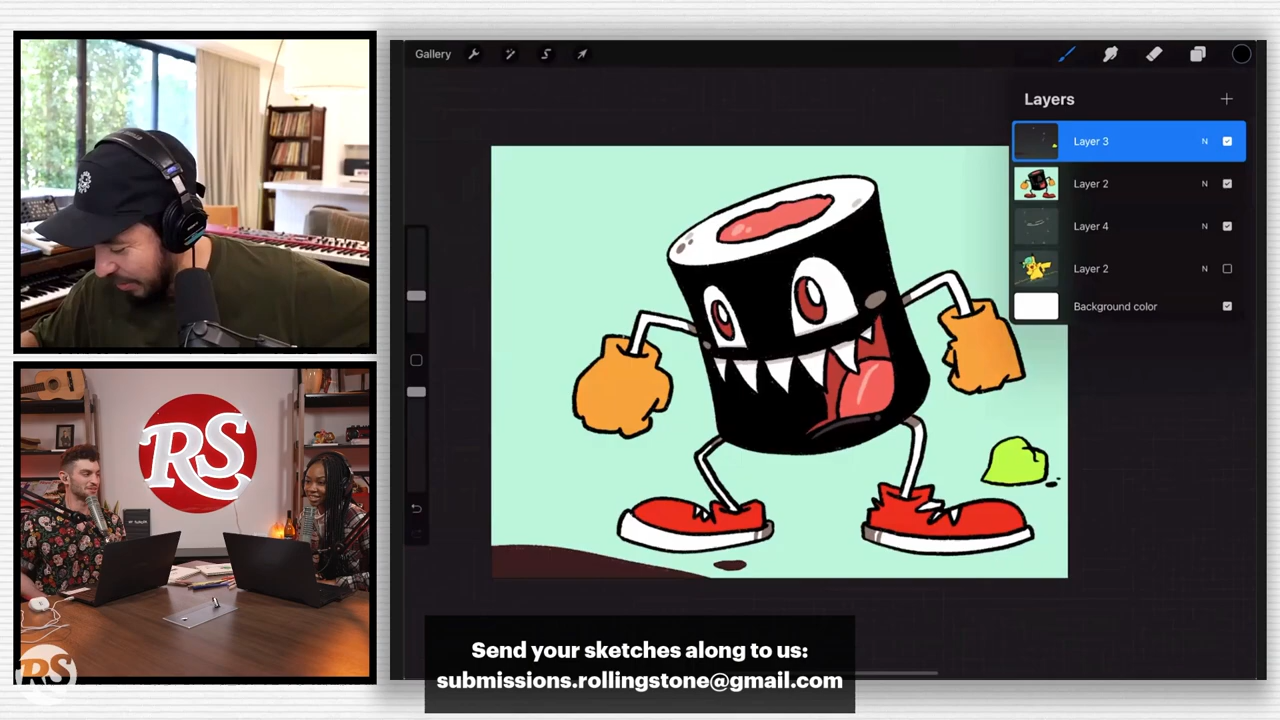 Gallery
S
Layers
Layer 3 N
Layer 2 N
Layer 4 N
Layer 2 N
Background color
RS
RS
Send your sketches along to us:
submissions.rollingstone@gmail.com